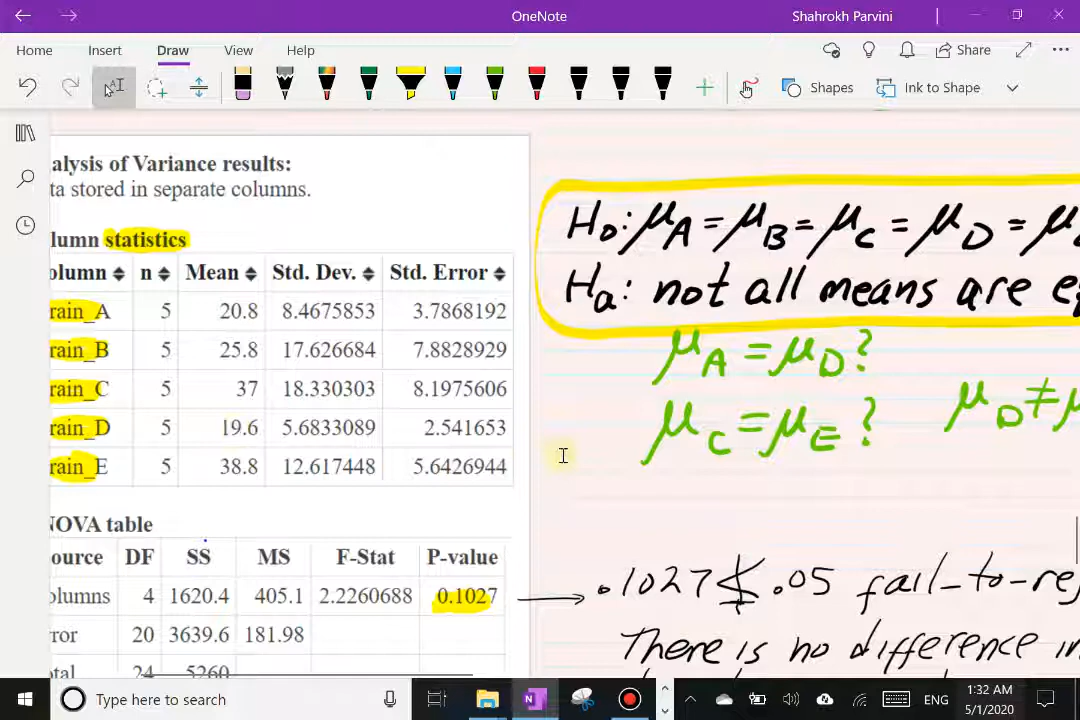 OneNote
Shahrokh Parvini
Home Insert Draw View Help
Share
Shapes
Ink to Shape
alysis of Variance results:
ta stored in separate columns.
lumn statistics
olumn n Mean Std. Dev. Std. Error
rain_A 5 20.8 8.4675853 3.7868192
rain_B 5 25.8 17.626684 7.8828929
rain_C 5 37 18.330303 8.1975606
rain_D 5 19.6 5.6833089 2.541653
rain_E 5 38.8 12.617448 5.6426944
NOVA table
ource DF SS MS F-Stat P-value
olumns 4 1620.4 405.1 2.2260688 0.1027
rror 20 3639.6 181.98
otal 24 5260
H₀: μA = μB = μC = μD = μ
Ha: not all means are e
μA = μD?
μC = μE?
μD ≠ μ
.1027 ≰ .05 fail-to-rej
There is no difference in
Type here to search
ENG
1:32 AM
5/1/2020